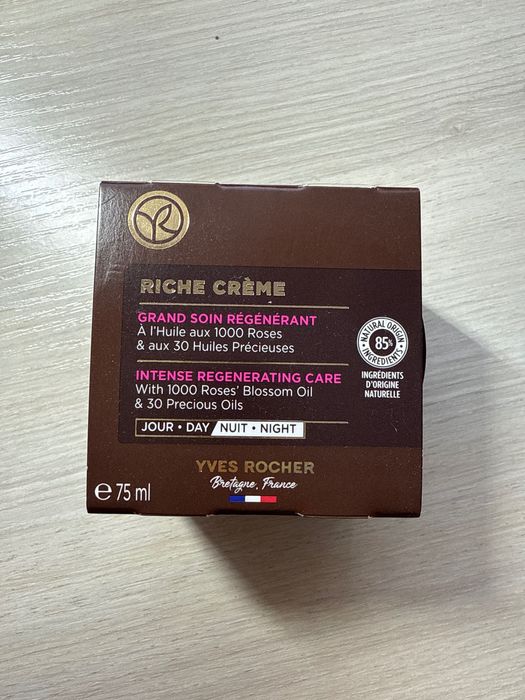 RICHE CRÈME
GRAND SOIN RÉGÉNÉRANT
À l'Huile aux 1000 Roses
& aux 30 Huiles Précieuses
INTENSE REGENERATING CARE
With 1000 Roses' Blossom Oil
& 30 Precious Oils
JOUR • DAY NUIT • NIGHT
NATURAL ORIGIN INGREDIENTS
85%
INGRÉDIENTS
D'ORIGINE
NATURELLE
YVES ROCHER
Bretagne, France
℮ 75 ml